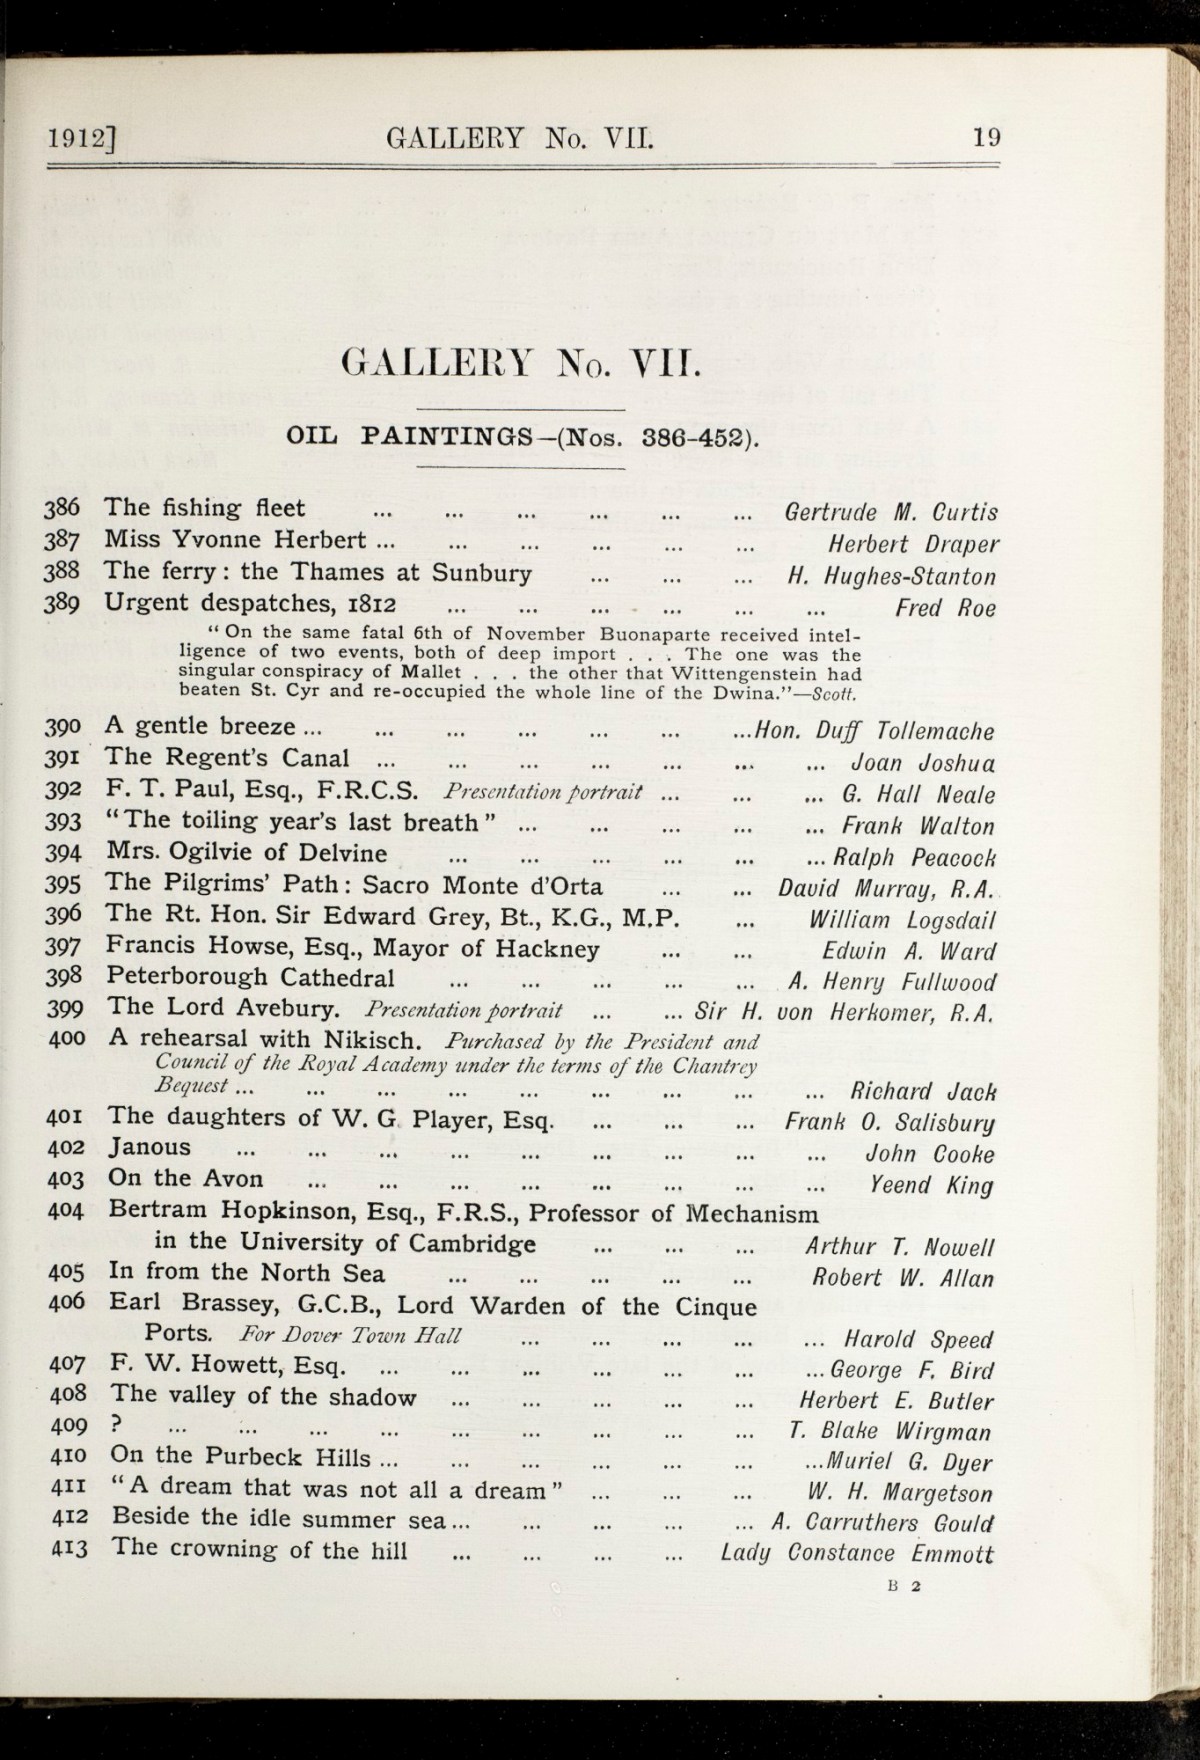 1912] GALLERY No. VII. 19
GALLERY No. VII.
OIL PAINTINGS—(Nos. 386-452).
386 The fishing fleet ... ... ... ... ... ... Gertrude M. Curtis
387 Miss Yvonne Herbert ... ... ... ... ... ... Herbert Draper
388 The ferry: the Thames at Sunbury ... ... ... H. Hughes-Stanton
389 Urgent despatches, 1812 ... ... ... ... ... ... Fred Roe
"On the same fatal 6th of November Buonaparte received intel-
ligence of two events, both of deep import . . . The one was the
singular conspiracy of Mallet . . . the other that Wittengenstein had
beaten St. Cyr and re-occupied the whole line of the Dwina."—Scott.
390 A gentle breeze ... ... ... ... ... ... ...Hon. Duff Tollemache
391 The Regent's Canal ... ... ... ... ... ... ... Joan Joshua
392 F. T. Paul, Esq., F.R.C.S. Presentation portrait ... ... ... G. Hall Neale
393 "The toiling year's last breath" ... ... ... ... ... Frank Walton
394 Mrs. Ogilvie of Delvine ... ... ... ... ... ... Ralph Peacock
395 The Pilgrims' Path: Sacro Monte d'Orta ... ... David Murray, R.A.
396 The Rt. Hon. Sir Edward Grey, Bt., K.G., M.P. ... William Logsdail
397 Francis Howse, Esq., Mayor of Hackney ... ... Edwin A. Ward
398 Peterborough Cathedral ... ... ... ... ... A. Henry Fullwood
399 The Lord Avebury. Presentation portrait ... ... Sir H. von Herkomer, R.A.
400 A rehearsal with Nikisch. Purchased by the President and
Council of the Royal Academy under the terms of the Chantrey
Bequest ... ... ... ... ... ... ... ... ... Richard Jack
401 The daughters of W. G. Player, Esq. ... ... ... Frank O. Salisbury
402 Janous ... ... ... ... ... ... ... ... ... John Cooke
403 On the Avon ... ... ... ... ... ... ... ... Yeend King
404 Bertram Hopkinson, Esq., F.R.S., Professor of Mechanism
in the University of Cambridge ... ... ... Arthur T. Nowell
405 In from the North Sea ... ... ... ... ... Robert W. Allan
406 Earl Brassey, G.C.B., Lord Warden of the Cinque
Ports. For Dover Town Hall ... ... ... ... ... Harold Speed
407 F. W. Howett, Esq. ... ... ... ... ... ... ...George F. Bird
408 The valley of the shadow ... ... ... ... ... Herbert E. Butler
409 ? ... ... ... ... ... ... ... ... ... T. Blake Wirgman
410 On the Purbeck Hills ... ... ... ... ... ... ...Muriel G. Dyer
411 "A dream that was not all a dream" ... ... ... W. H. Margetson
412 Beside the idle summer sea ... ... ... ... ... A. Carruthers Gould
413 The crowning of the hill ... ... ... ... Lady Constance Emmott
B 2